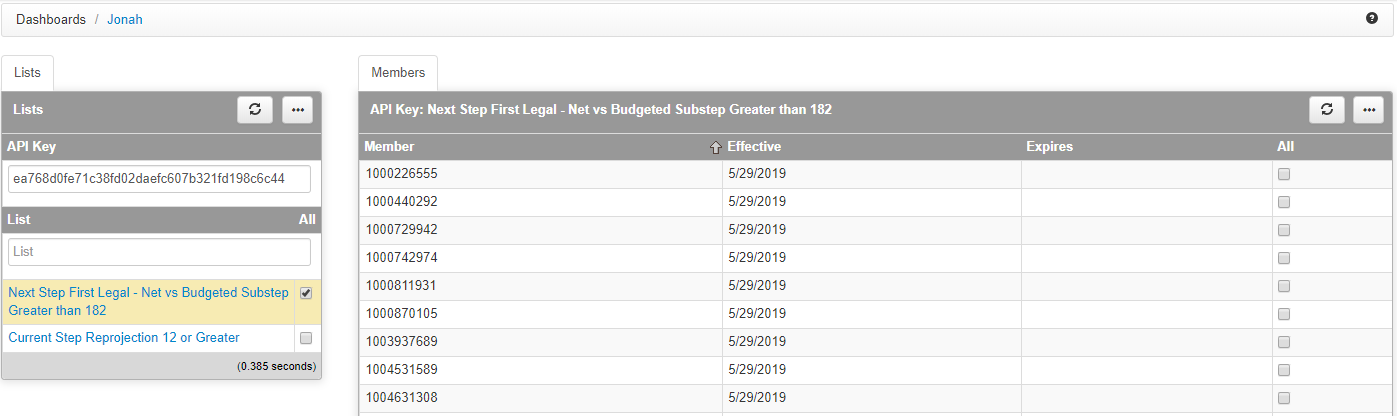 Dashboards / Jonah
Lists
Lists
API Key
ea768d0fe71c38fd02daefc607b321fd198c6c44
List All
List
Next Step First Legal - Net vs Budgeted Substep
Greater than 182
Current Step Reprojection 12 or Greater
(0.385 seconds)
Members
API Key: Next Step First Legal - Net vs Budgeted Substep Greater than 182
Member Effective Expires All
1000226555 5/29/2019
1000440292 5/29/2019
1000729942 5/29/2019
1000742974 5/29/2019
1000811931 5/29/2019
1000870105 5/29/2019
1003937689 5/29/2019
1004531589 5/29/2019
1004631308 5/29/2019